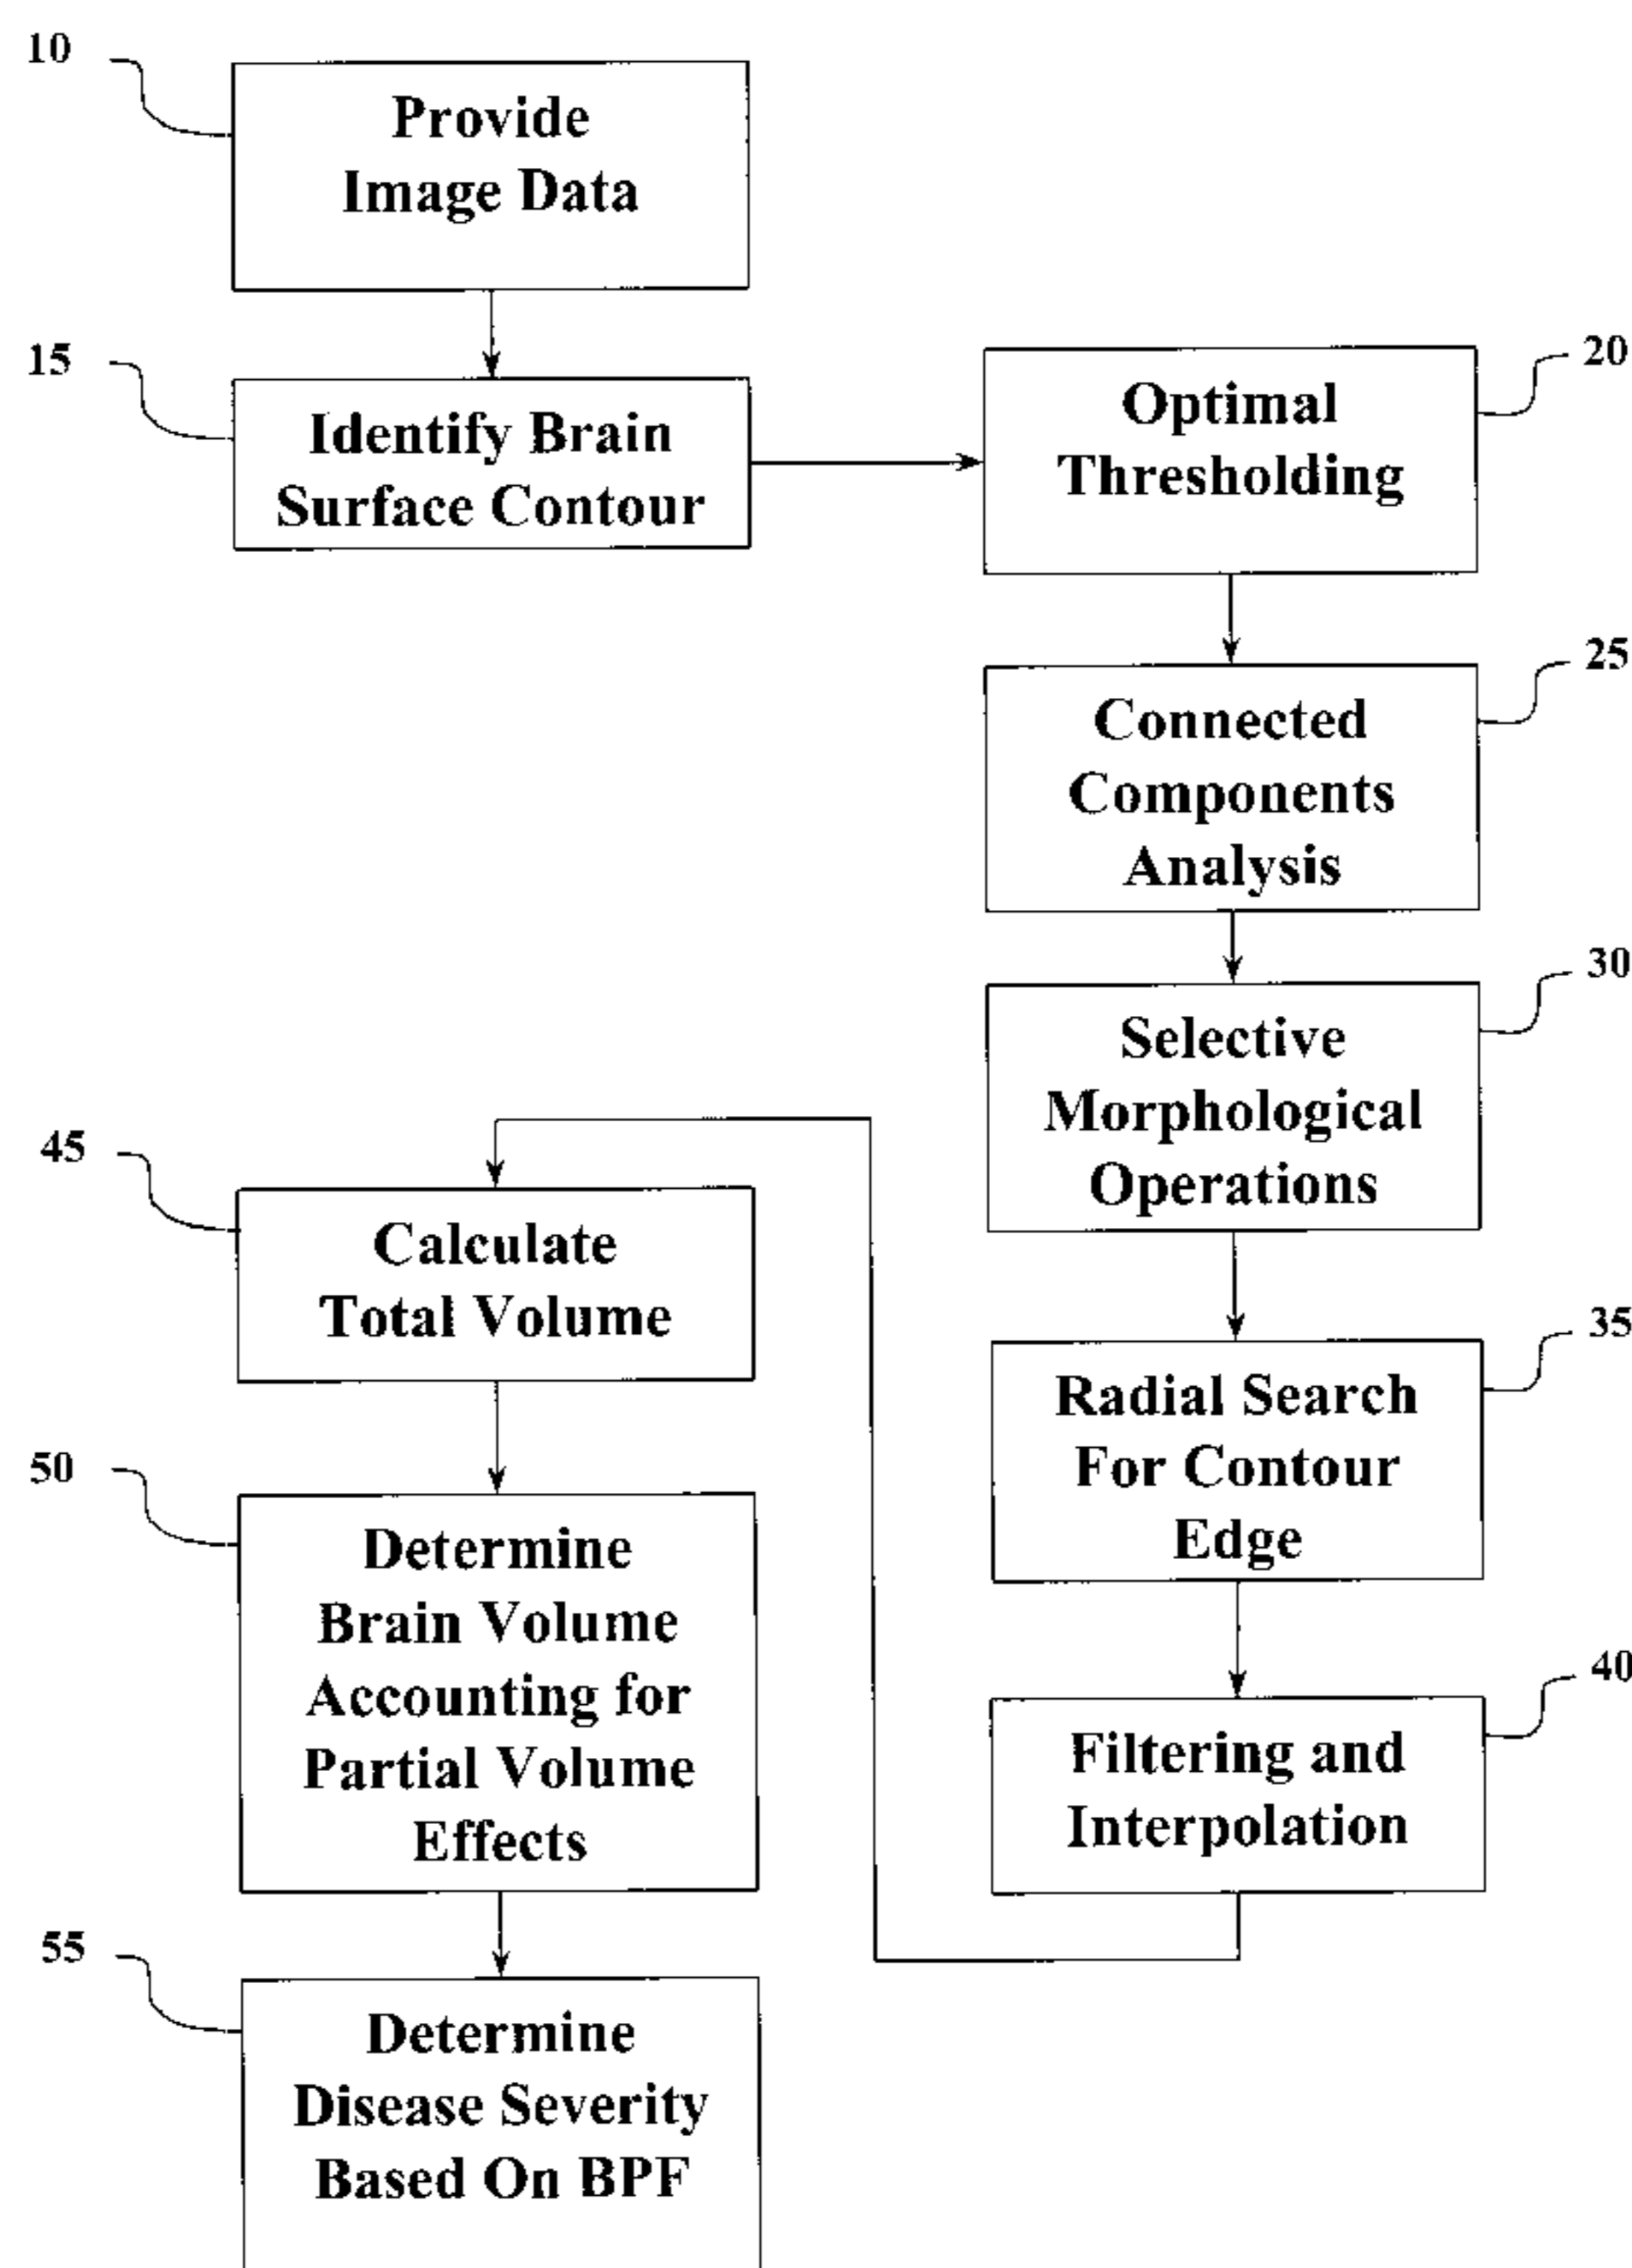 10
Provide
Image Data
15
Identify Brain
Surface Contour
20
Optimal
Thresholding
25
Connected
Components
Analysis
30
Selective
Morphological
Operations
35
Radial Search
For Contour
Edge
40
Filtering and
Interpolation
45
Calculate
Total Volume
50
Determine
Brain Volume
Accounting for
Partial Volume
Effects
55
Determine
Disease Severity
Based On BPF